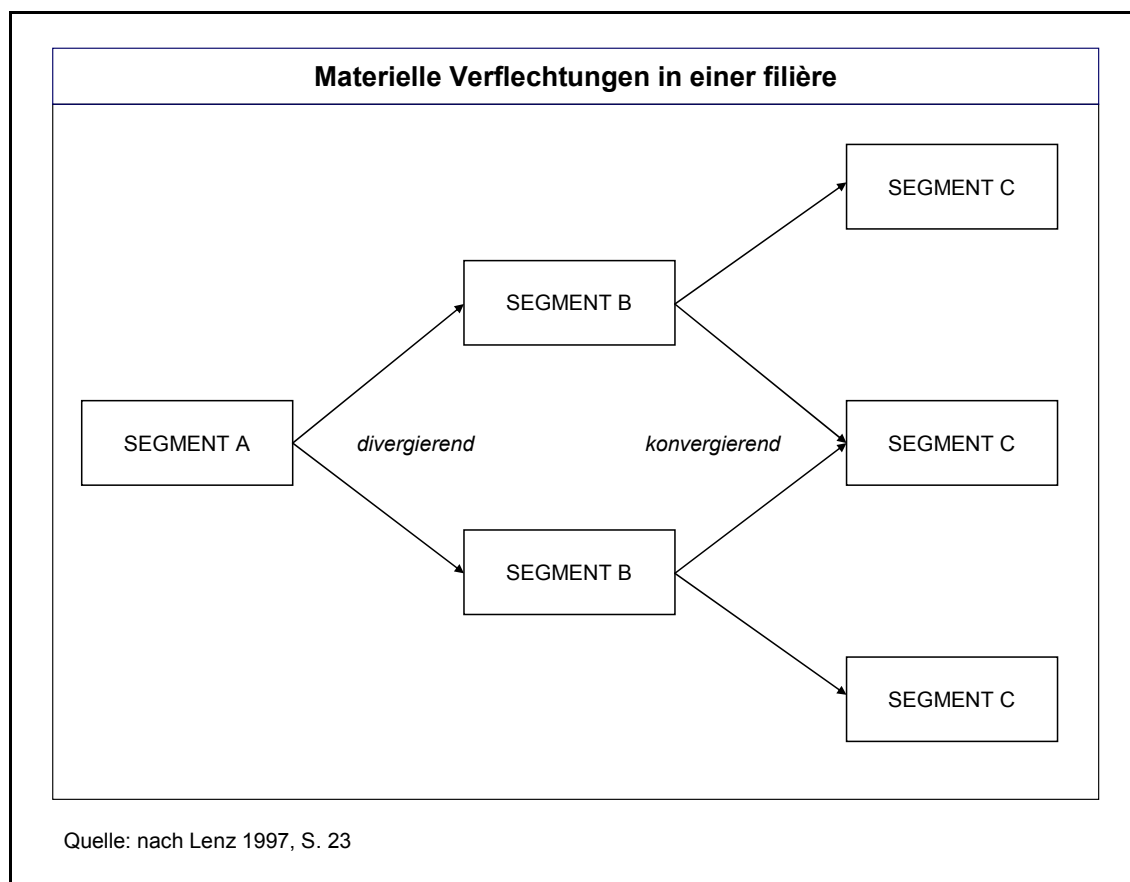 Materielle Verflechtungen in einer filière
SEGMENT C
SEGMENT B
SEGMENT A
divergierend
konvergierend
SEGMENT C
SEGMENT B
SEGMENT C
Quelle: nach Lenz 1997, S. 23